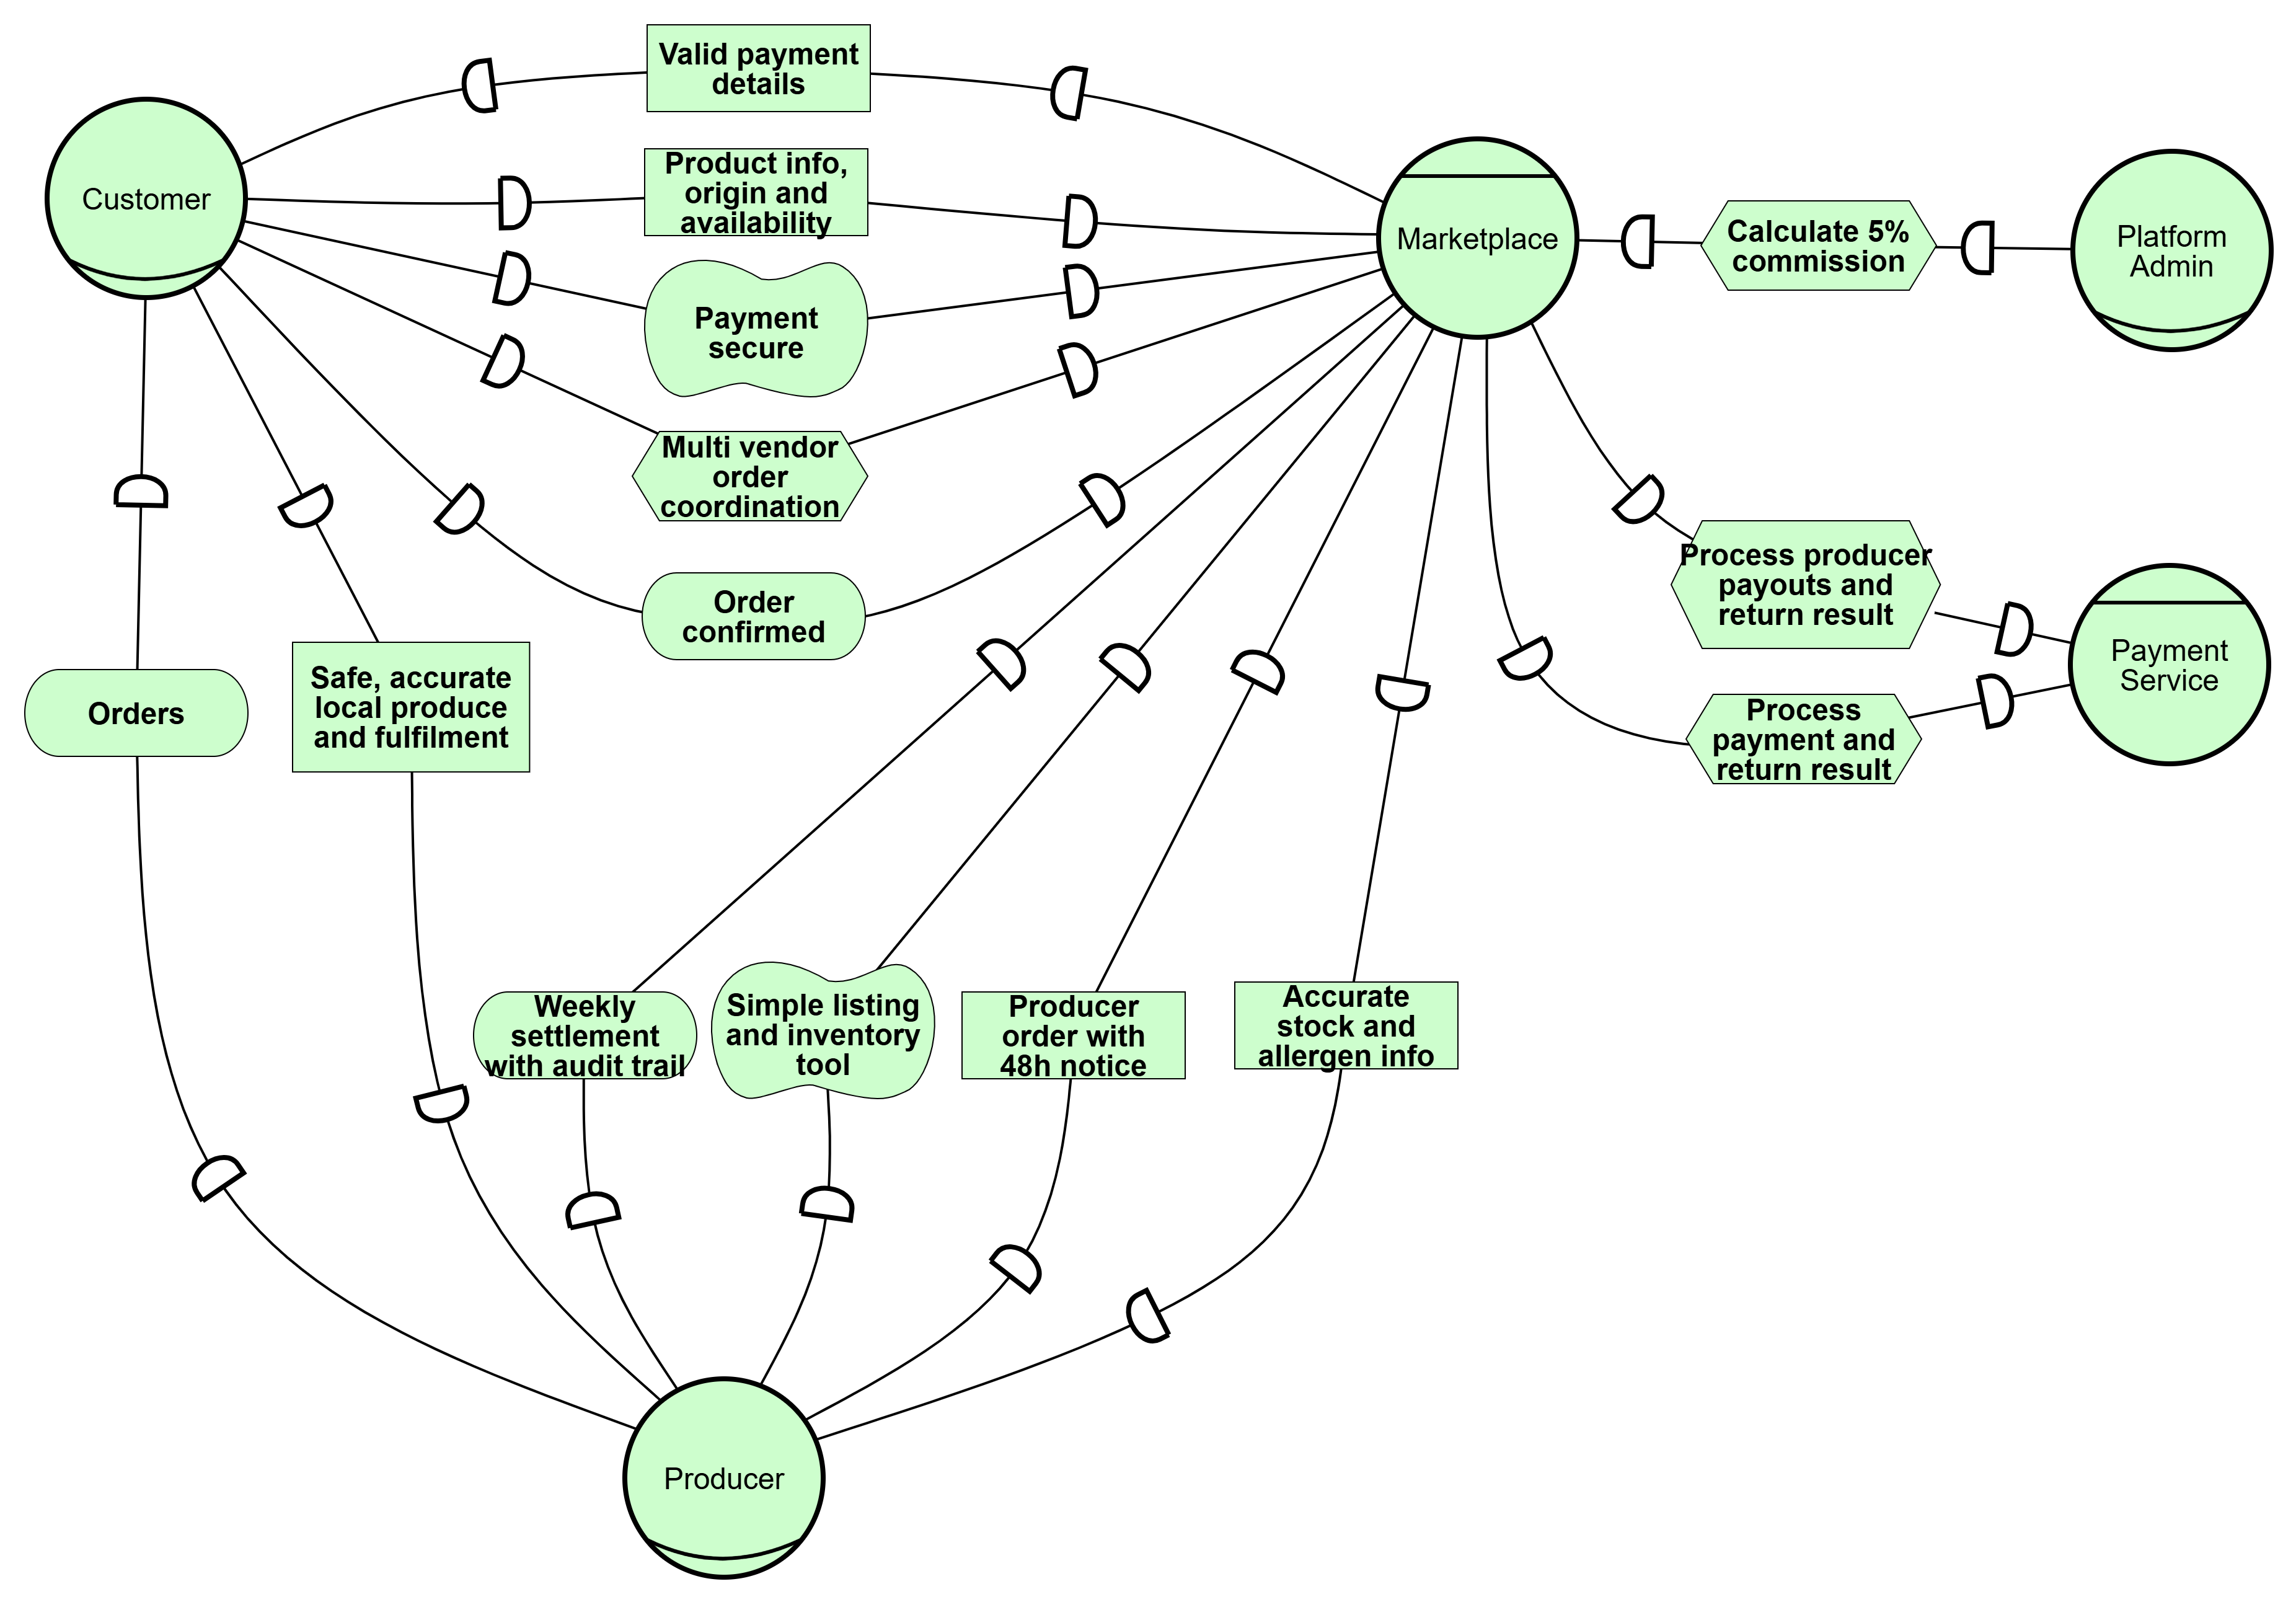 Valid payment
details
Customer
Product info,
origin and
availability
Marketplace
Calculate 5%
commission
Platform
Admin
Payment
secure
Multi vendor
order
coordination
Process producer
payouts and
return result
Order
confirmed
Payment
Service
Orders
Safe, accurate
local produce
and fulfilment
Process
payment and
return result
Weekly
settlement
with audit trail
Simple listing
and inventory
tool
Producer
order with
48h notice
Accurate
stock and
allergen info
Producer